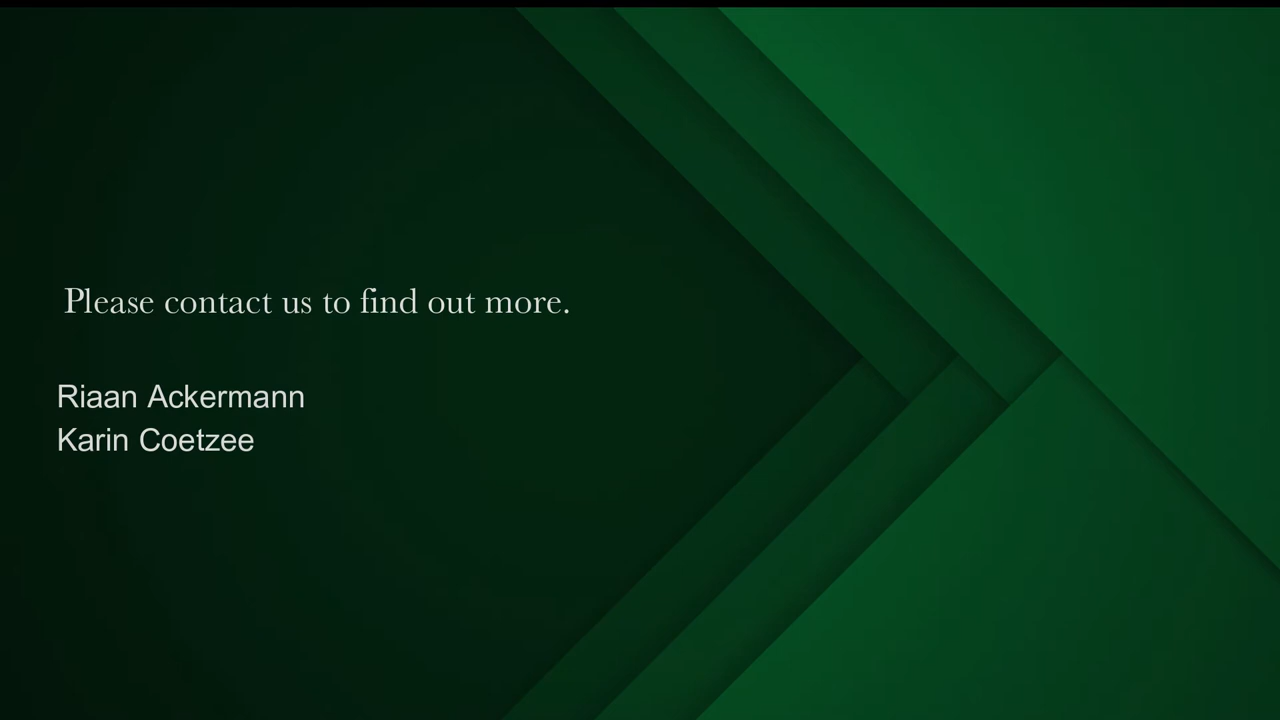 Please contact us to find out more.
Riaan Ackermann
Karin Coetzee